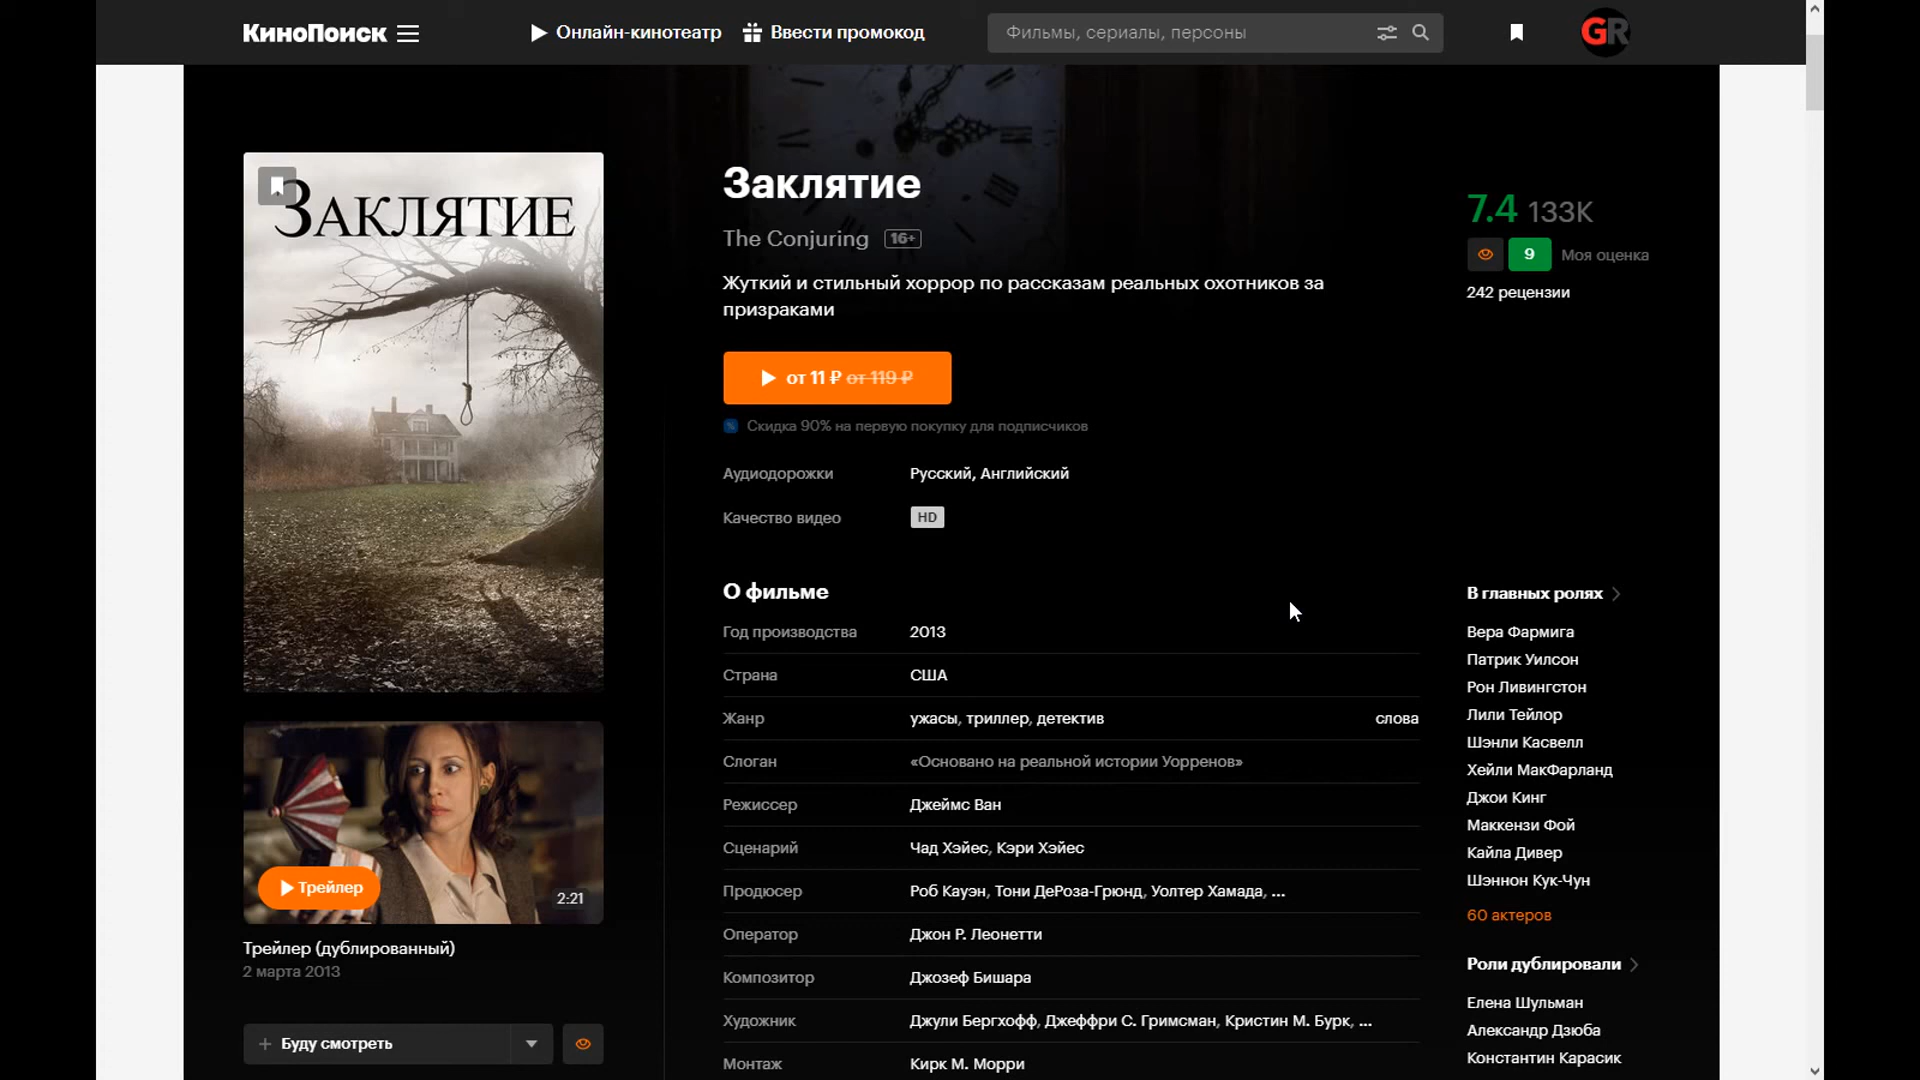 КиноПоиск
Онлайн-кинотеатр
Ввести промокод
Фильмы, сериалы, персоны
GR
ЗАКЛЯТИЕ
Трейлер
2:21
Трейлер (дублированный)
2 марта 2013
Буду смотреть
Заклятие
The Conjuring 16+
Жуткий и стильный хоррор по рассказам реальных охотников за
призраками
от 11 ₽ от 119 ₽
Скидка 90% на первую покупку для подписчиков
Аудиодорожки Русский, Английский
Качество видео HD
О фильме
Год производства 2013
Страна США
Жанр ужасы, триллер, детектив слова
Слоган «Основано на реальной истории Уорренов»
Режиссер Джеймс Ван
Сценарий Чад Хэйес, Кэри Хэйес
Продюсер Роб Кауэн, Тони ДеРоза-Грюнд, Уолтер Хамада, ...
Оператор Джон Р. Леонетти
Композитор Джозеф Бишара
Художник Джули Бергхофф, Джеффри С. Гримсман, Кристин М. Бурк, ...
Монтаж Кирк М. Морри
7.4 133K
9 Моя оценка
242 рецензии
В главных ролях
Вера Фармига
Патрик Уилсон
Рон Ливингстон
Лили Тейлор
Шэнли Касвелл
Хейли МакФарланд
Джои Кинг
Маккензи Фой
Кайла Дивер
Шэннон Кук-Чун
60 актеров
Роли дублировали
Елена Шульман
Александр Дзюба
Константин Карасик